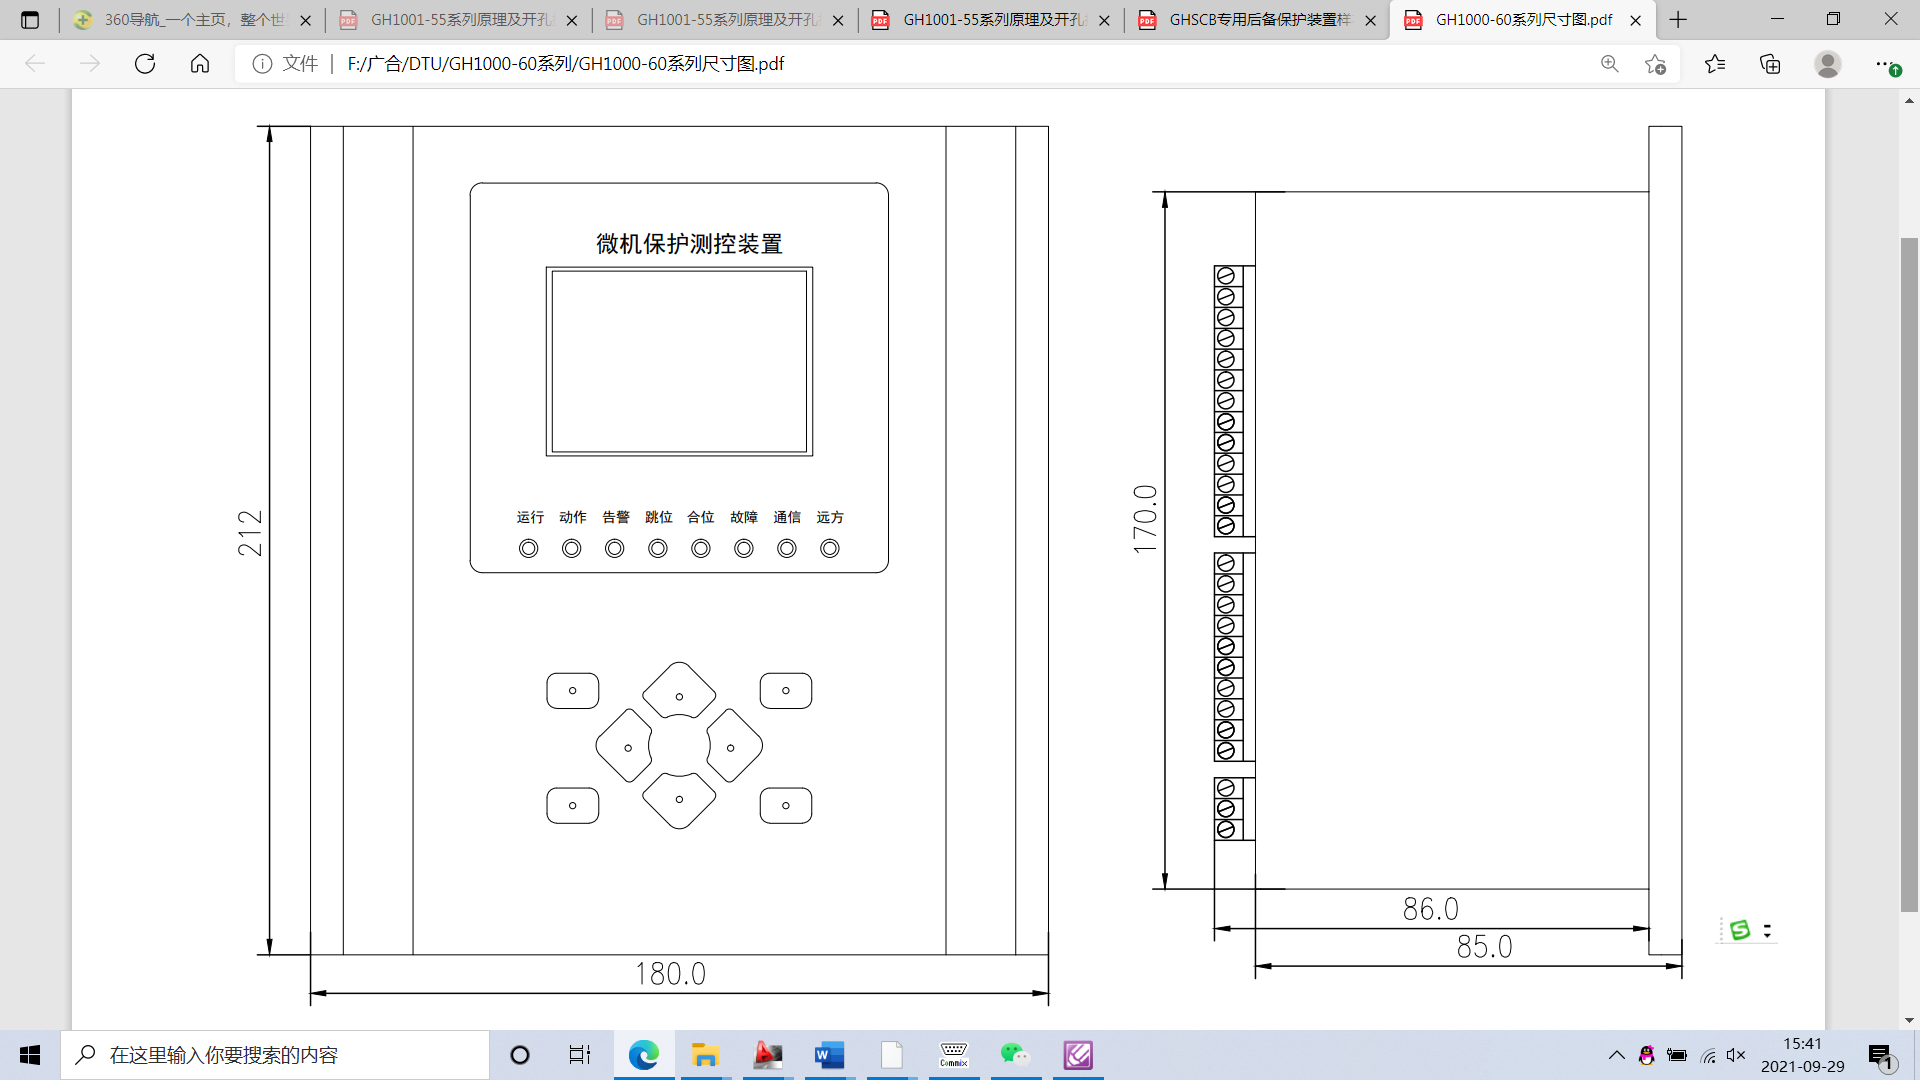 360导航_一个主页，整个世
GH1001-55系列原理及开孔
GH1001-55系列原理及开孔
GH1001-55系列原理及开孔
GHSCB专用后备保护装置样
GH1000-60系列尺寸图.pdf
文件
F:/广合/DTU/GH1000-60系列/GH1000-60系列尺寸图.pdf
微机保护测控装置
运行 动作 告警 跳位 合位 故障 通信 远方
212
180.0
170.0
86.0
85.0
在这里输入你要搜索的内容
Commix
15:41
2021-09-29
1